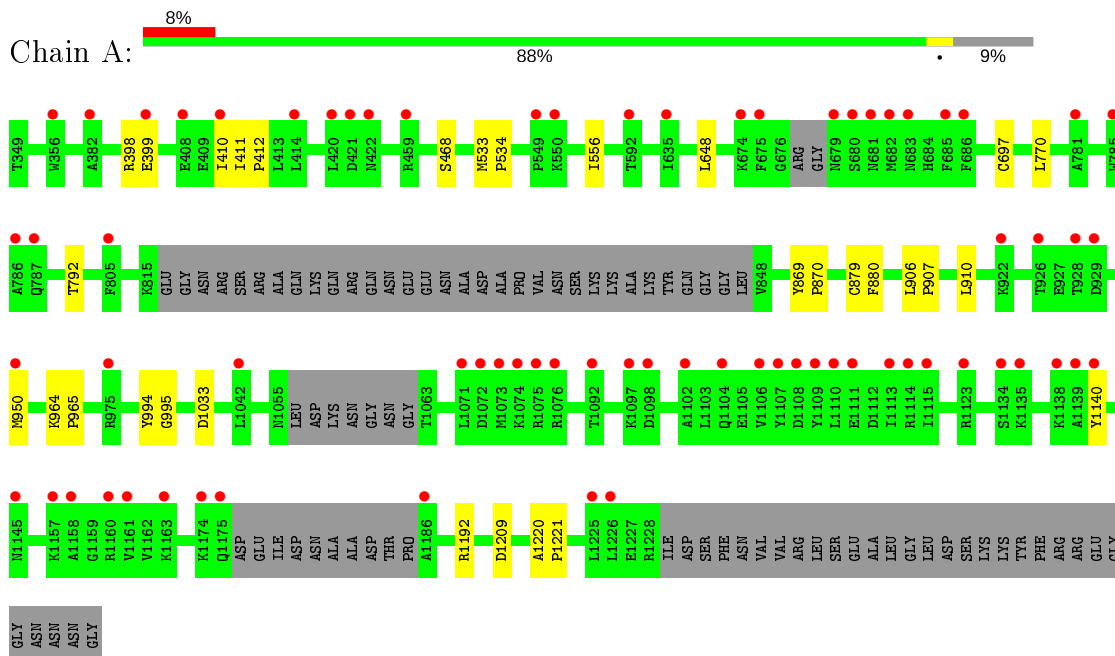 8%
Chain A:
88% • 9%
T349 W356 A382 R398 E399 E408 E409 I410 I411 P412 L413 L414 L420 D421 N422 R459 S468 M533 P534 P549 K550 I556 T592 I635 L648 K674 F675 G676 ARG GLY N679 S680 N681 M682 N683 H684 F685 F686 C697 L770 A781 W785
A786 Q787 T792 F805 K815 GLU GLY ASN ARG SER ARG ALA GLN LYS GLN ARG GLN ASN GLU GLU ASN ALA ASP ALA PRO VAL ASN SER LYS LYS ALA LYS TYR GLN GLY GLY LEU V848 Y869 P870 C879 F880 L906 P907 L910 K922 T926 E927 T928 D929
M950 K964 P965 R975 Y994 G995 D1033 L1042 N1055 LEU ASP LYS ASN GLY ASN GLY T1063 L1071 D1072 M1073 K1074 R1075 R1076 T1092 K1097 D1098 A1102 L1103 Q1104 E1105 V1106 Y1107 D1108 Y1109 L1110 E1111 D1112 I1113 R1114 I1115 R1123 S1134 K1135 K1138 A1139 Y1140
N1145 K1157 A1158 G1159 R1160 V1161 V1162 K1163 K1174 Q1175 ASP GLU ILE ASP ASN ALA ALA ASP THR PRO A1186 R1192 D1209 A1220 P1221 L1225 L1226 E1227 R1228 ILE ASP SER PHE ASN VAL VAL ARG LEU SER GLU ALA LEU GLY LEU ASP SER LYS LYS TYR PHE ARG ARG GLU GLY
GLY ASN ASN ASN GLY